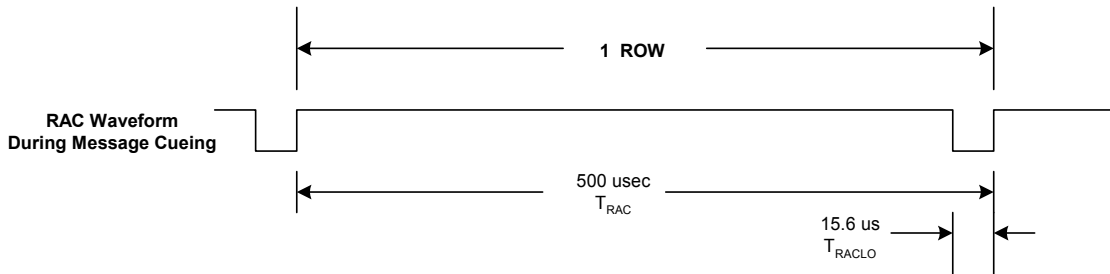 1 ROW
RAC Waveform
During Message Cueing
500 usec
TRAC
15.6 us
TRACLO